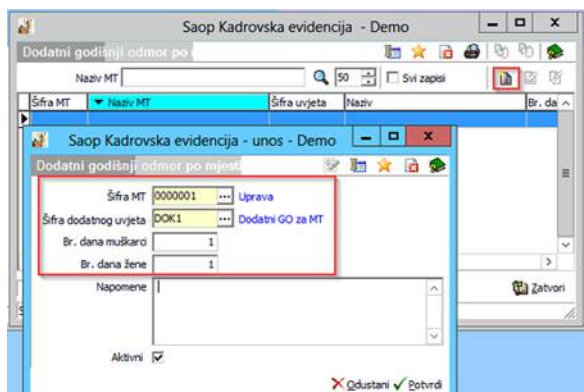 Saop Kadrovska evidencija - Demo
Dodatni godišnji odmor po
Naziv MT
50
Svi zapisi
Šifra MT
Naziv MT
Šifra uvjeta
Naziv
Br. da
Saop Kadrovska evidencija - unos - Demo
Dodatni godišnji odmor po mjesti
Šifra MT 0000001 ... Uprava
Šifra dodatnog uvjeta DOK1 ... Dodatni GO za MT
Br. dana muškarci 1
Br. dana žene 1
Napomene
Zatvori
Aktivni
Odustani Potvrdi